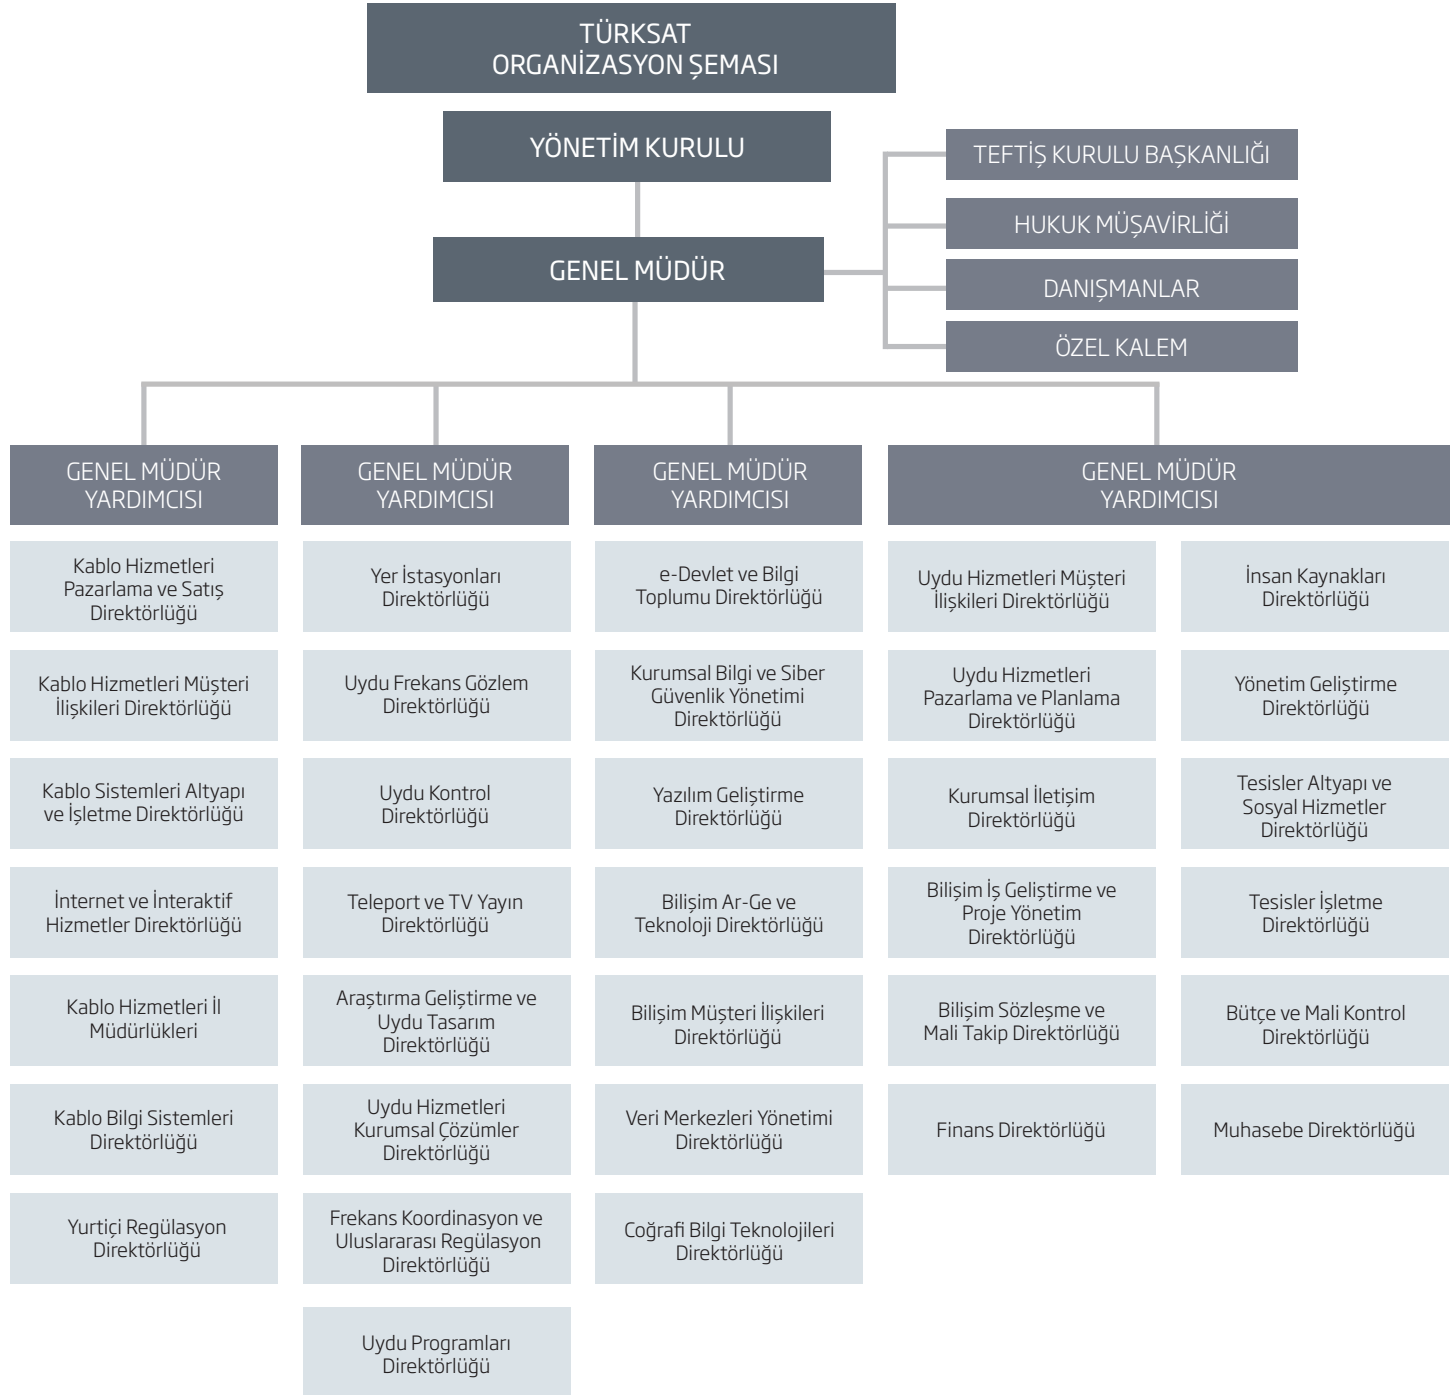 TÜRKSAT
ORGANİZASYON ŞEMASI
YÖNETİM KURULU
TEFTİŞ KURULU BAŞKANLIĞI
HUKUK MÜŞAVİRLİĞİ
GENEL MÜDÜR
DANIŞMANLAR
ÖZEL KALEM
GENEL MÜDÜR
YARDIMCISI
Kablo Hizmetleri
Pazarlama ve Satış
Direktörlüğü
Kablo Hizmetleri Müşteri
İlişkileri Direktörlüğü
Kablo Sistemleri Altyapı
ve İşletme Direktörlüğü
İnternet ve İnteraktif
Hizmetler Direktörlüğü
Kablo Hizmetleri İl
Müdürlükleri
Kablo Bilgi Sistemleri
Direktörlüğü
Yurtiçi Regülasyon
Direktörlüğü
GENEL MÜDÜR
YARDIMCISI
Yer İstasyonları
Direktörlüğü
Uydu Frekans Gözlem
Direktörlüğü
Uydu Kontrol
Direktörlüğü
Teleport ve TV Yayın
Direktörlüğü
Araştırma Geliştirme ve
Uydu Tasarım
Direktörlüğü
Uydu Hizmetleri
Kurumsal Çözümler
Direktörlüğü
Frekans Koordinasyon ve
Uluslararası Regülasyon
Direktörlüğü
Uydu Programları
Direktörlüğü
GENEL MÜDÜR
YARDIMCISI
e-Devlet ve Bilgi
Toplumu Direktörlüğü
Kurumsal Bilgi ve Siber
Güvenlik Yönetimi
Direktörlüğü
Yazılım Geliştirme
Direktörlüğü
Bilişim Ar-Ge ve
Teknoloji Direktörlüğü
Bilişim Müşteri İlişkileri
Direktörlüğü
Veri Merkezleri Yönetimi
Direktörlüğü
Coğrafi Bilgi Teknolojileri
Direktörlüğü
GENEL MÜDÜR
YARDIMCISI
Uydu Hizmetleri Müşteri
İlişkileri Direktörlüğü
Uydu Hizmetleri
Pazarlama ve Planlama
Direktörlüğü
Kurumsal İletişim
Direktörlüğü
Bilişim İş Geliştirme ve
Proje Yönetim
Direktörlüğü
Bilişim Sözleşme ve
Mali Takip Direktörlüğü
Finans Direktörlüğü
İnsan Kaynakları
Direktörlüğü
Yönetim Geliştirme
Direktörlüğü
Tesisler Altyapı ve
Sosyal Hizmetler
Direktörlüğü
Tesisler İşletme
Direktörlüğü
Bütçe ve Mali Kontrol
Direktörlüğü
Muhasebe Direktörlüğü